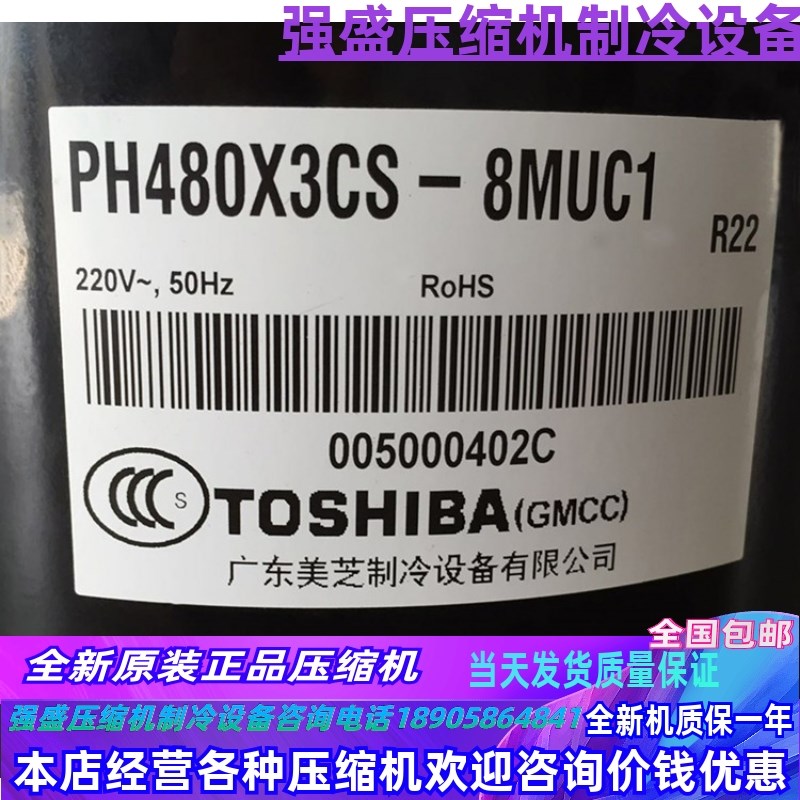 强盛压缩机制冷设备
PH480X3CS - 8MUC1
R22
220V~, 50Hz RoHS
005000402C
CCC S TOSHIBA (GMCC)
广东美芝制冷设备有限公司
全国包邮
全新原装正品压缩机 当天发货质量保证
强盛压缩机制冷设备咨询电话18905864841 全新机质保一年
本店经营各种压缩机欢迎咨询价钱优惠